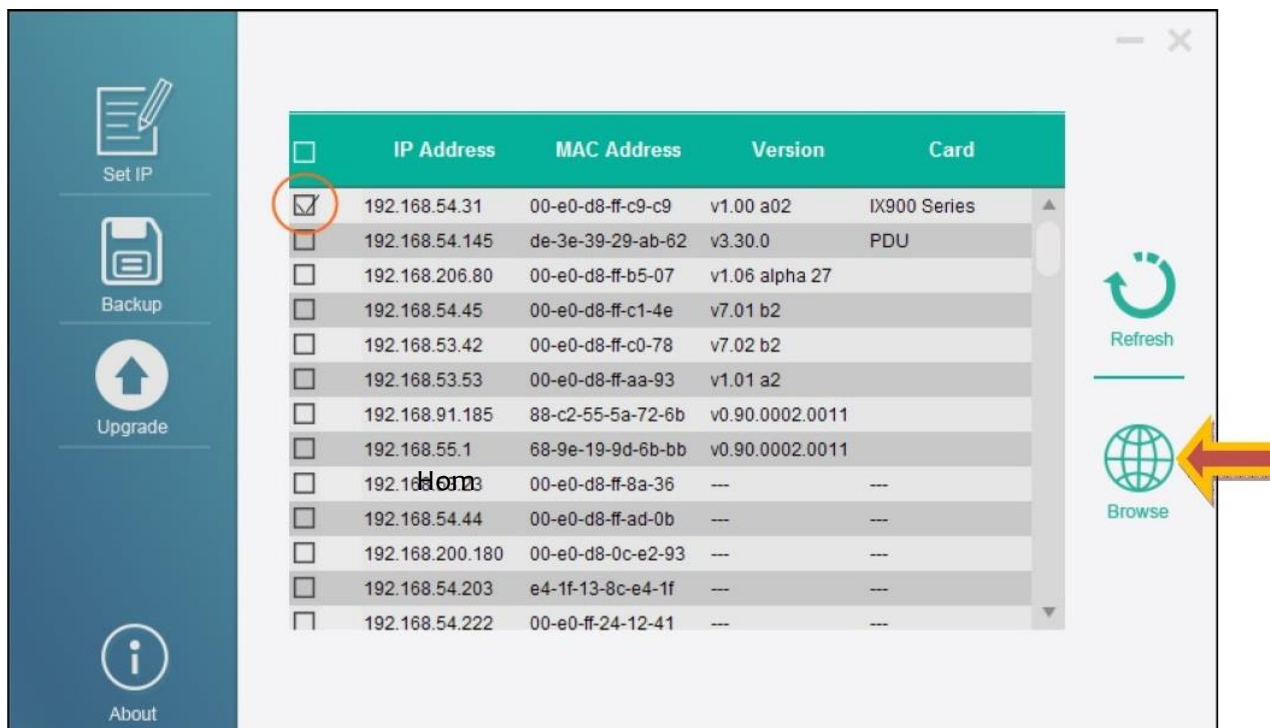 Set IP
Backup
Upgrade
About
IP Address MAC Address Version Card
192.168.54.31 00-e0-d8-ff-c9-c9 v1.00 a02 IX900 Series
192.168.54.145 de-3e-39-29-ab-62 v3.30.0 PDU
192.168.206.80 00-e0-d8-ff-b5-07 v1.06 alpha 27
192.168.54.45 00-e0-d8-ff-c1-4e v7.01 b2
192.168.53.42 00-e0-d8-ff-c0-78 v7.02 b2
192.168.53.53 00-e0-d8-ff-aa-93 v1.01 a2
192.168.91.185 88-c2-55-5a-72-6b v0.90.0002.0011
192.168.55.1 68-9e-19-9d-6b-bb v0.90.0002.0011
Hom 00-e0-d8-ff-8a-36 --- ---
192.168.54.44 00-e0-d8-ff-ad-0b --- ---
192.168.200.180 00-e0-d8-0c-e2-93 --- ---
192.168.54.203 e4-1f-13-8c-e4-1f --- ---
192.168.54.222 00-e0-ff-24-12-41 --- ---
Refresh
Browse